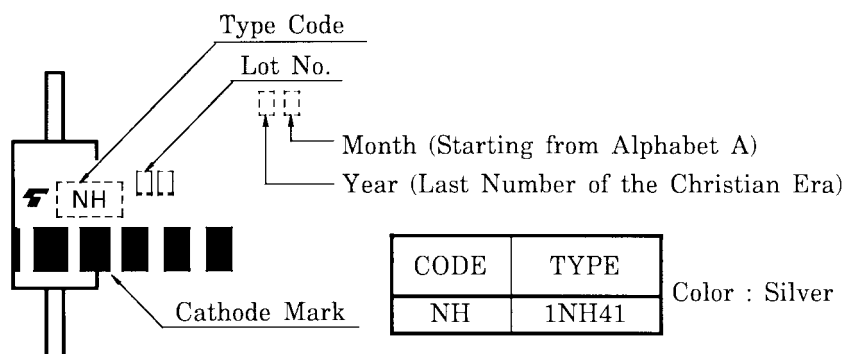 Type Code
Lot No.
Month (Starting from Alphabet A)
Year (Last Number of the Christian Era)
NH
Cathode Mark
CODE TYPE
NH 1NH41
Color : Silver